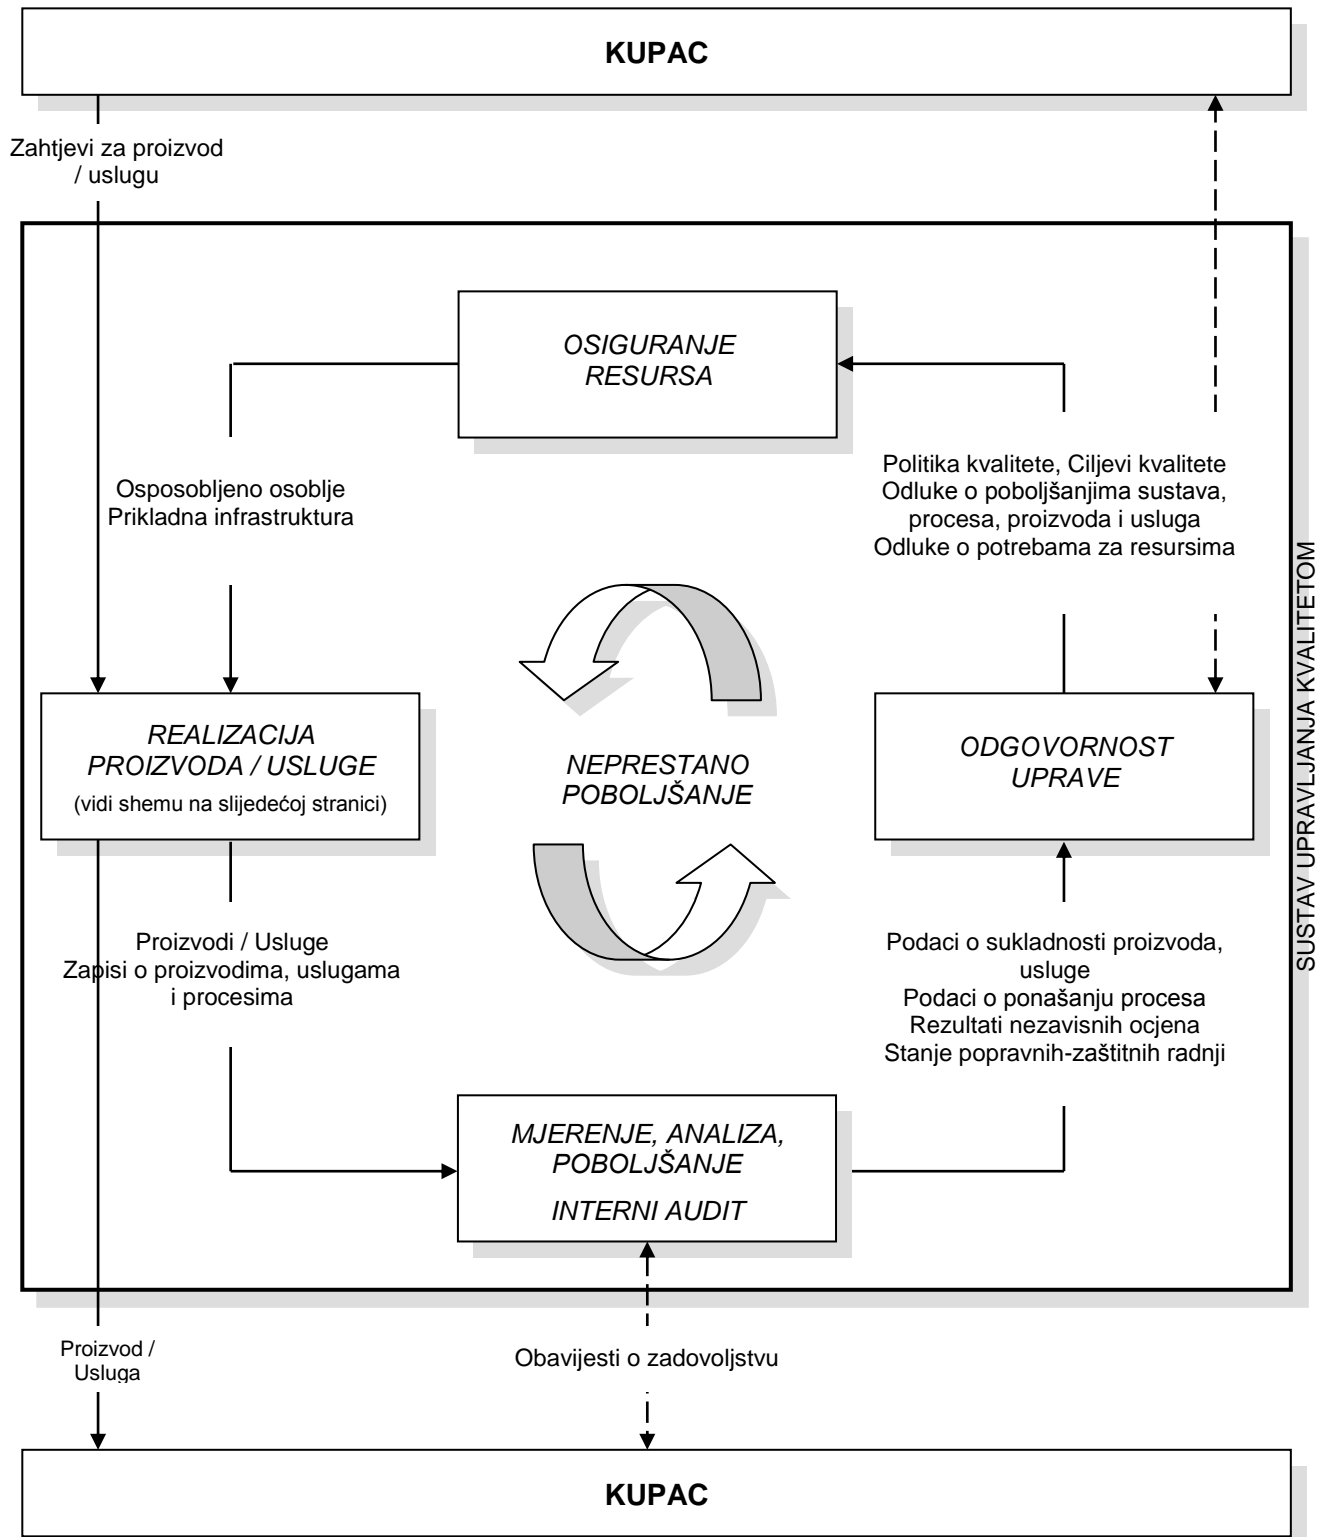 KUPAC
Zahtjevi za proizvod
/ uslugu
OSIGURANJE
RESURSA
Osposobljeno osoblje
Prikladna infrastruktura
Politika kvalitete, Ciljevi kvalitete
Odluke o poboljšanjima sustava,
procesa, proizvoda i usluga
Odluke o potrebama za resursima
SUSTAV UPRAVLJANJA KVALITETOM
REALIZACIJA
PROIZVODA / USLUGE
(vidi shemu na slijedećoj stranici)
NEPRESTANO
POBOLJŠANJE
ODGOVORNOST
UPRAVE
Proizvodi / Usluge
Zapisi o proizvodima, uslugama
i procesima
Podaci o sukladnosti proizvoda,
usluge
Podaci o ponašanju procesa
Rezultati nezavisnih ocjena
Stanje popravnih-zaštitnih radnji
MJERENJE, ANALIZA,
POBOLJŠANJE
INTERNI AUDIT
Proizvod /
Usluga
Obavijesti o zadovoljstvu
KUPAC